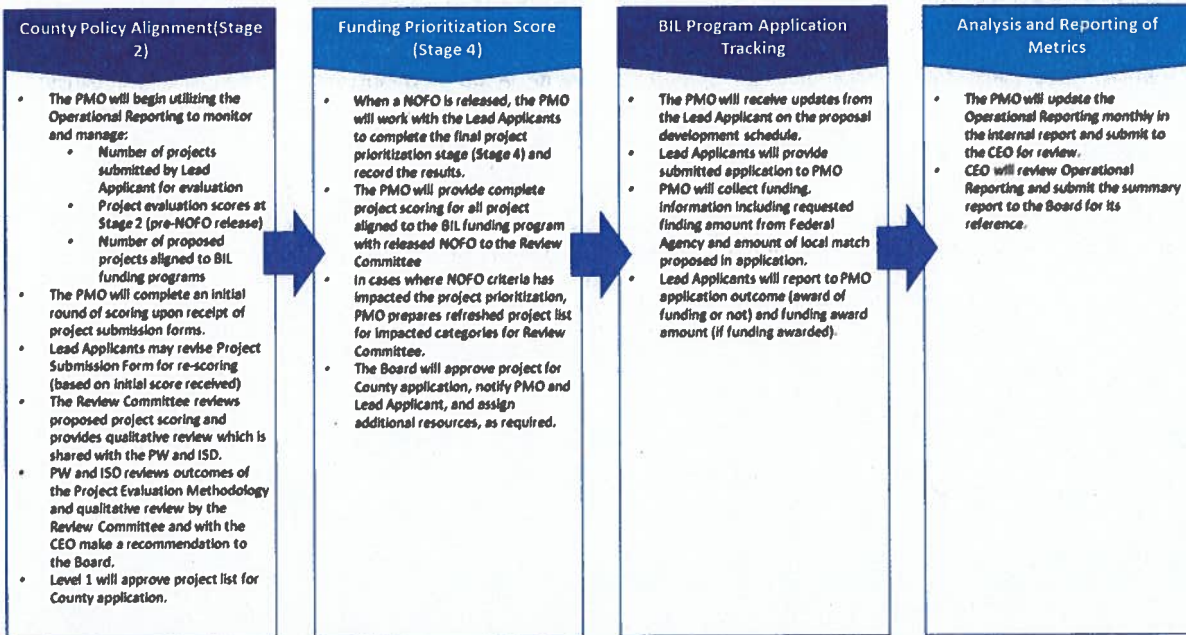 County Policy Alignment(Stage
2)
• The PMO will begin utilizing the
Operational Reporting to monitor
and manage:
• Number of projects
submitted by Lead
Applicant for evaluation
• Project evaluation scores at
Stage 2 (pre-NOFO release)
• Number of proposed
projects aligned to BIL
funding programs
• The PMO will complete an initial
round of scoring upon receipt of
project submission forms.
• Lead Applicants may revise Project
Submission Form for re-scoring
(based on initial score received)
• The Review Committee reviews
proposed project scoring and
provides qualitative review which is
shared with the PW and ISD.
• PW and ISD reviews outcomes of
the Project Evaluation Methodology
and qualitative review by the
Review Committee and with the
CEO make a recommendation to
the Board.
• Level 1 will approve project list for
County application.
Funding Prioritization Score
(Stage 4)
• When a NOFO is released, the PMO
will work with the Lead Applicants
to complete the final project
prioritization stage (Stage 4) and
record the results.
• The PMO will provide complete
project scoring for all project
aligned to the BIL funding program
with released NOFO to the Review
Committee
• In cases where NOFO criteria has
impacted the project prioritization,
PMO prepares refreshed project list
for impacted categories for Review
Committee.
• The Board will approve project for
County application, notify PMO and
Lead Applicant, and assign
additional resources, as required.
BIL Program Application
Tracking
• The PMO will receive updates from
the Lead Applicant on the proposal
development schedule.
• Lead Applicants will provide
submitted application to PMO
• PMO will collect funding.
information including requested
finding amount from Federal
Agency and amount of local match
proposed in application.
• Lead Applicants will report to PMO
application outcome (award of
funding or not) and funding award
amount (if funding awarded).
Analysis and Reporting of
Metrics
• The PMO will update the
Operational Reporting monthly in
the internal report and submit to
the CEO for review.
• CEO will review Operational
Reporting and submit the summary
report to the Board for its
reference.